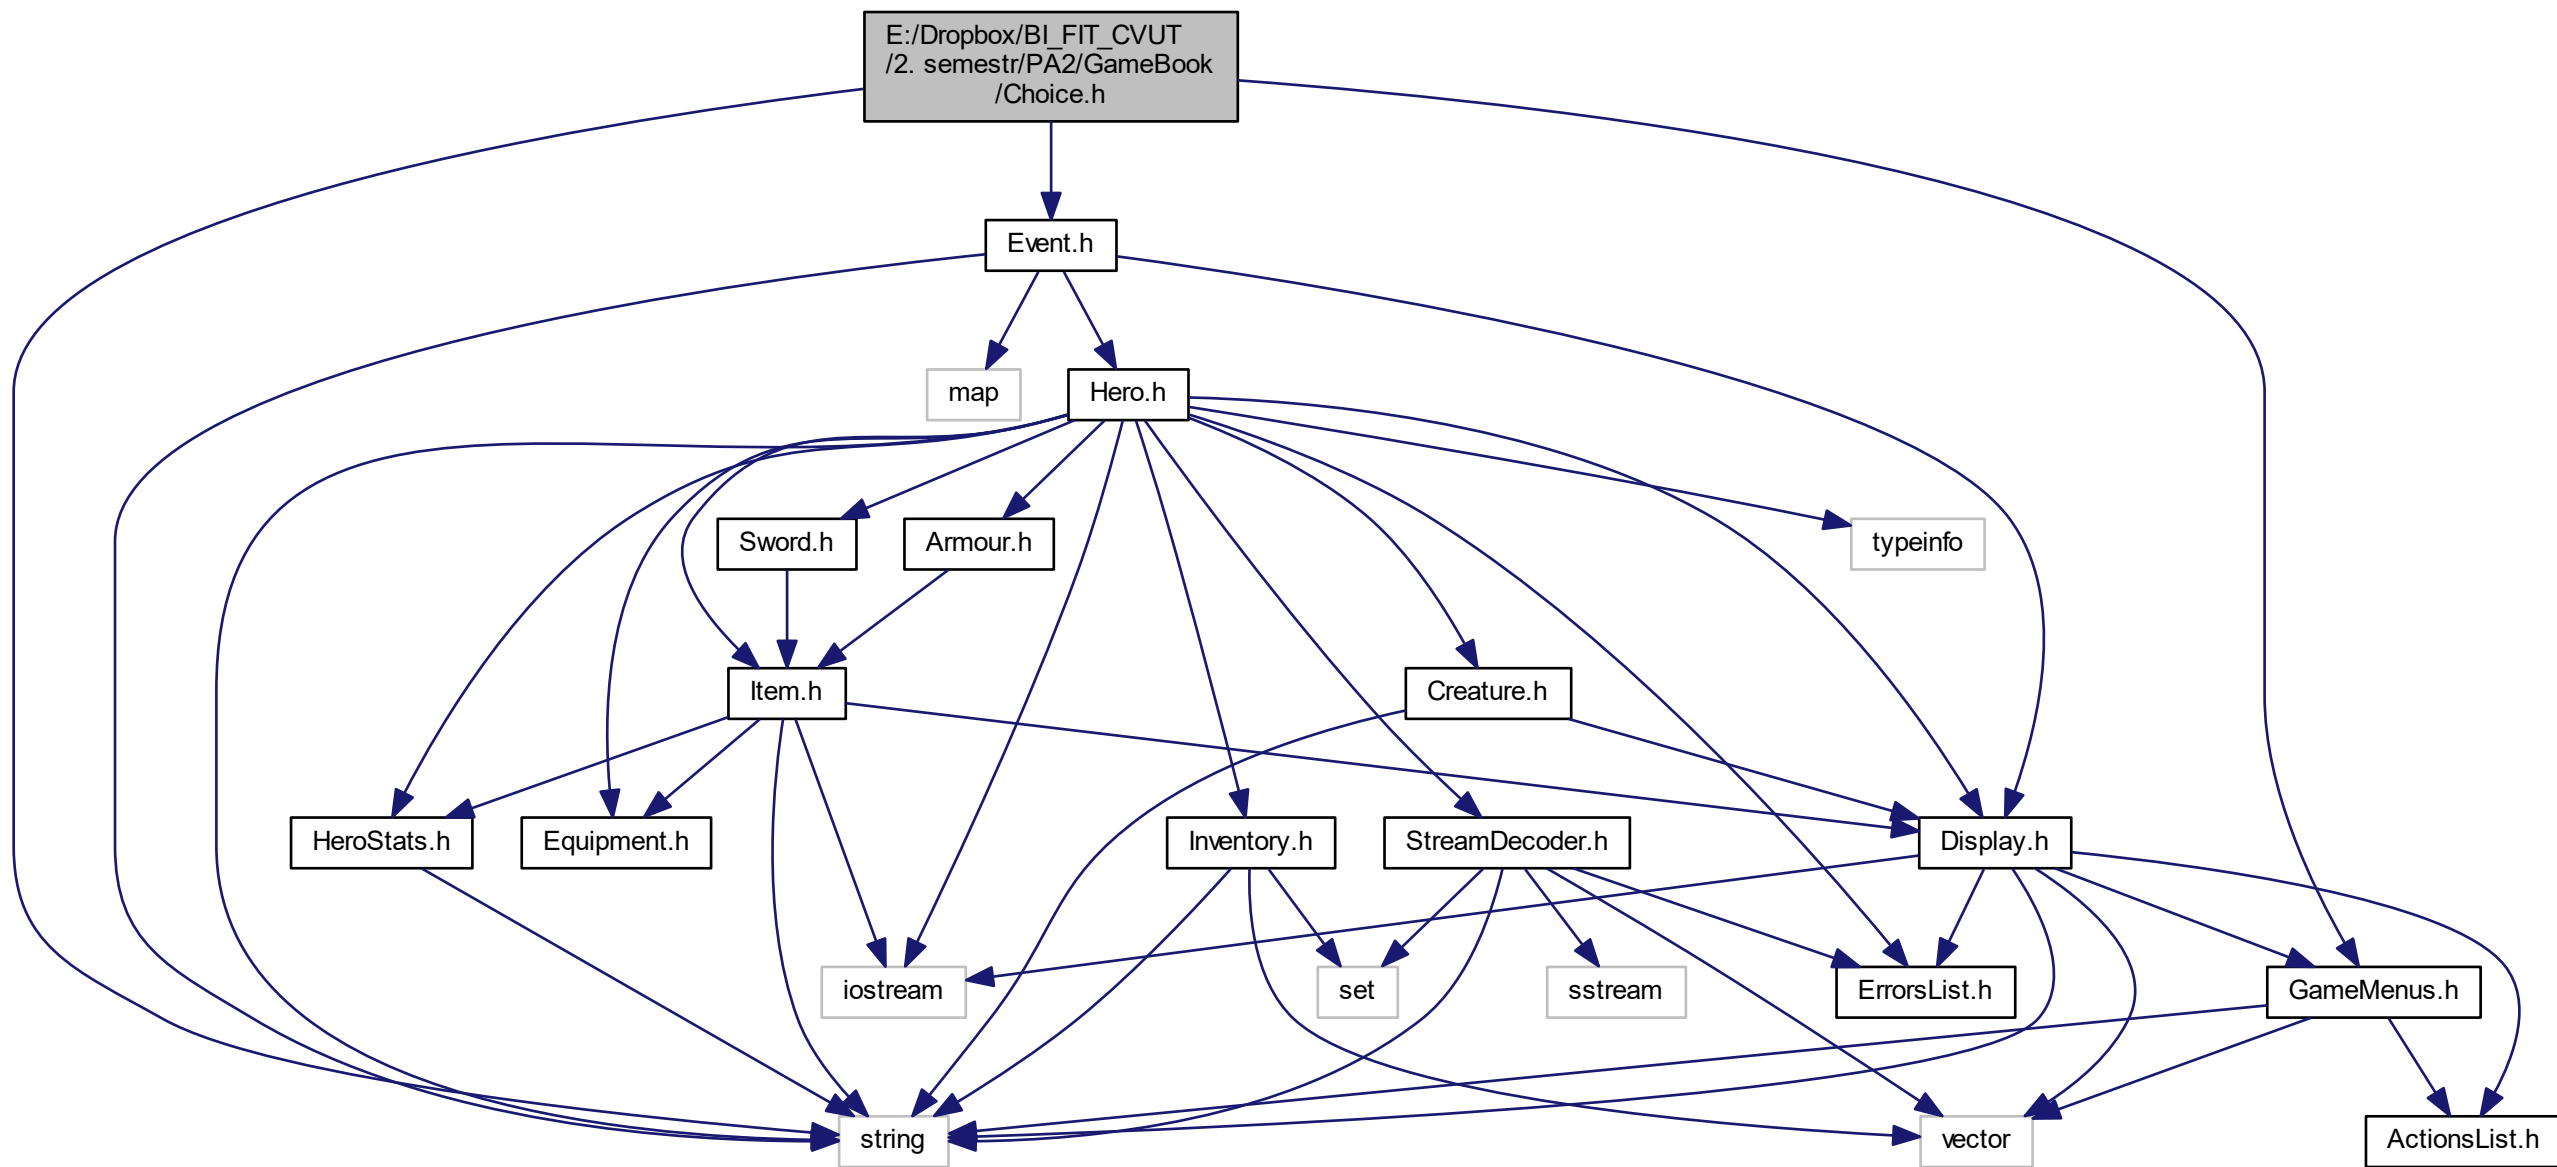 E:/Dropbox/BI_FIT_CVUT
/2. semestr/PA2/GameBook
/Choice.h
Event.h
map
Hero.h
Sword.h
Armour.h
typeinfo
Item.h
Creature.h
HeroStats.h
Equipment.h
Inventory.h
StreamDecoder.h
Display.h
iostream
set
sstream
ErrorsList.h
GameMenus.h
string
vector
ActionsList.h